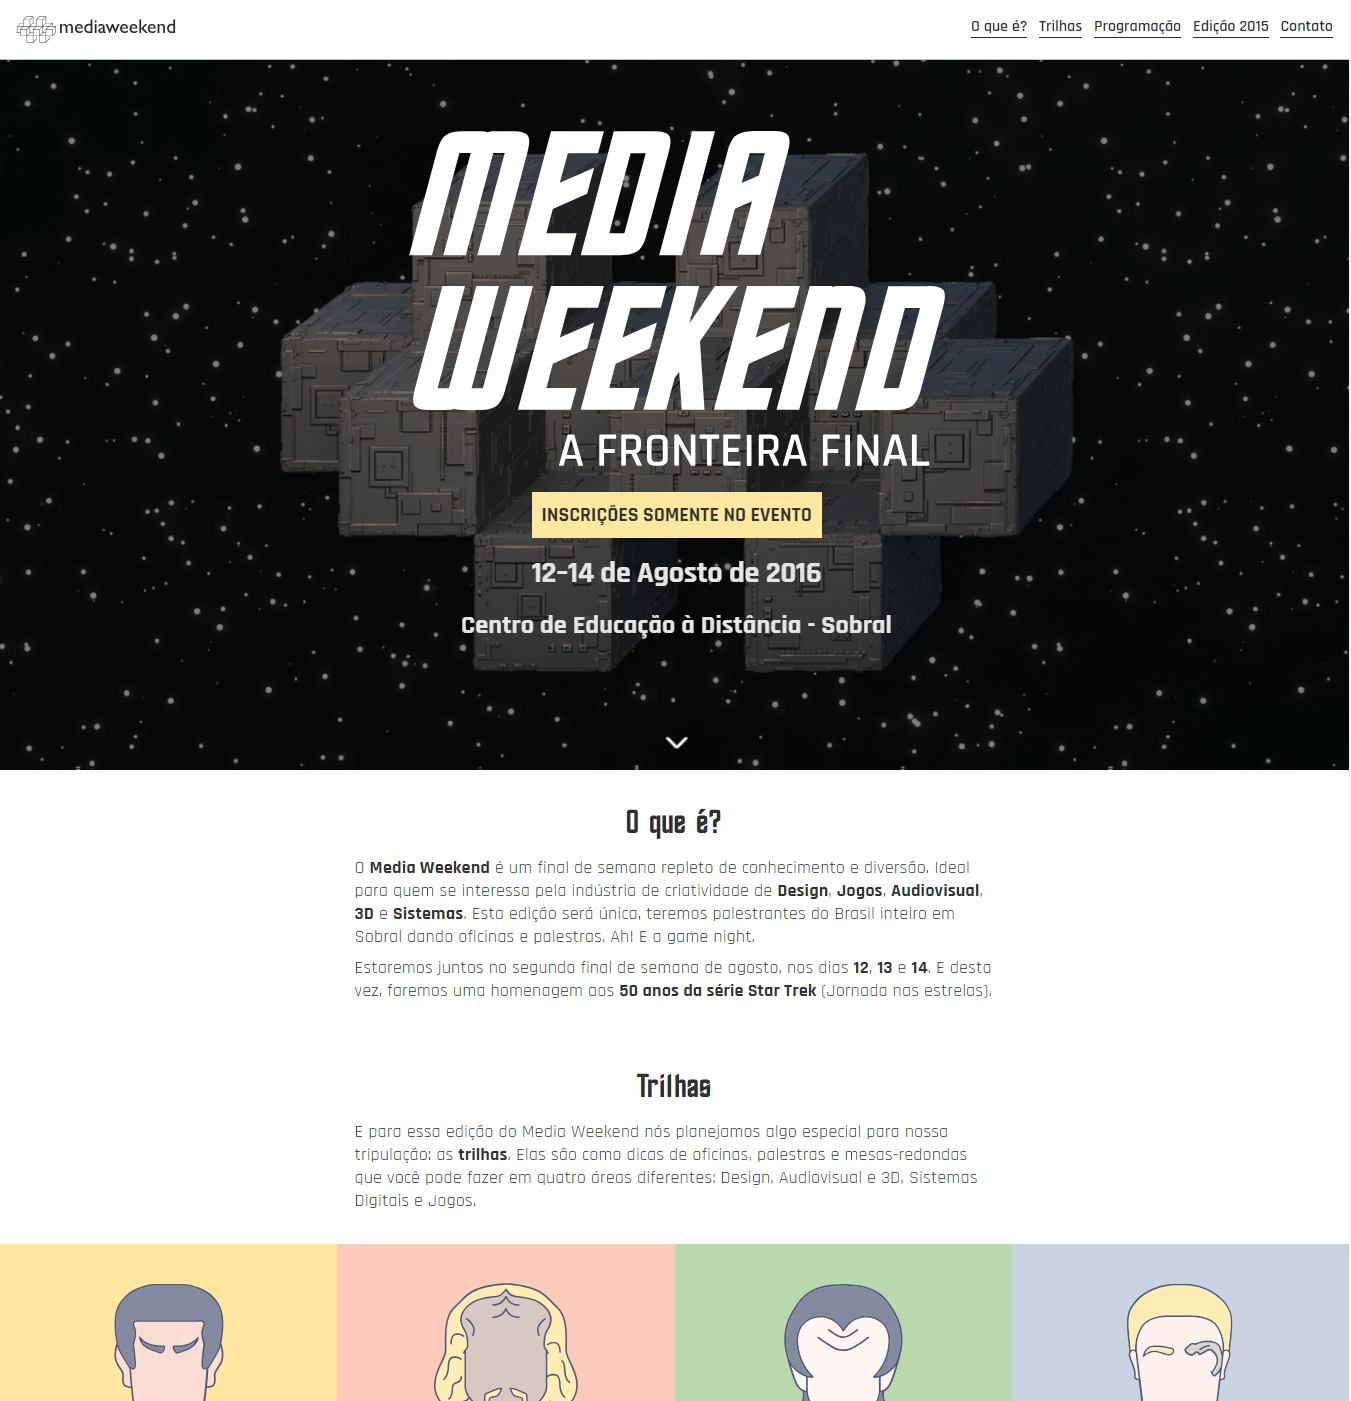 mediaweekend
O que é? Trilhas Programação Edição 2015 Contato
MEDIA
WEEKEND
A FRONTEIRA FINAL
INSCRIÇÕES SOMENTE NO EVENTO
12–14 de Agosto de 2016
Centro de Educação à Distância - Sobral
O que é?
O Media Weekend é um final de semana repleto de conhecimento e diversão. Ideal
para quem se interessa pela indústria de criatividade de Design, Jogos, Audiovisual,
3D e Sistemas. Esta edição será única, teremos palestrantes do Brasil inteiro em
Sobral dando oficinas e palestras. Ah! E a game night.
Estaremos juntos no segundo final de semana de agosto, nos dias 12, 13 e 14. E desta
vez, faremos uma homenagem aos 50 anos da série Star Trek (Jornada nas estrelas).
Trilhas
E para essa edição do Media Weekend nós planejamos algo especial para nossa
tripulação: as trilhas. Elas são como dicas de oficinas, palestras e mesas-redondas
que você pode fazer em quatro áreas diferentes: Design, Audiovisual e 3D, Sistemas
Digitais e Jogos.